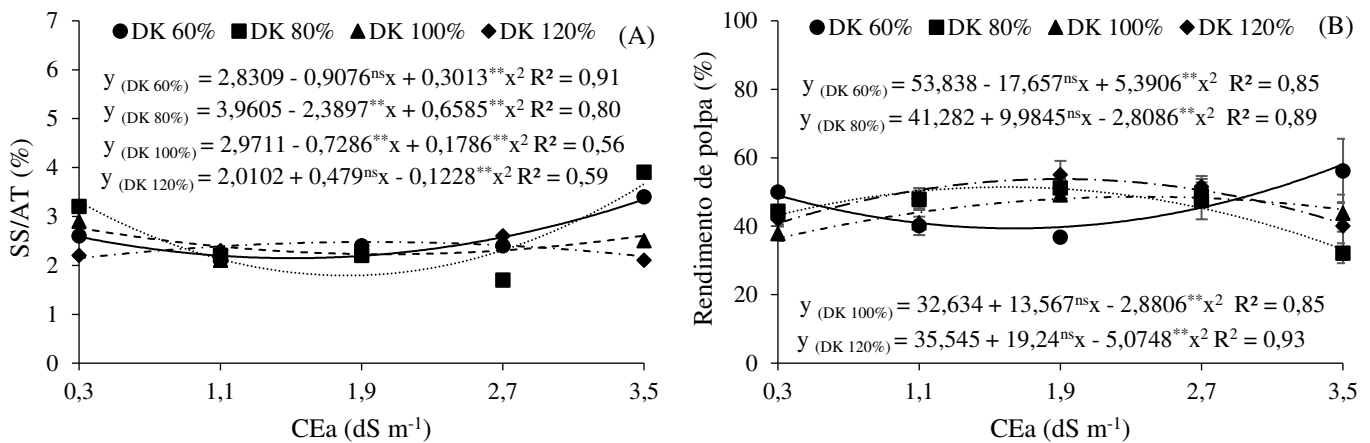 ● DK 60% ■ DK 80% ▲ DK 100% ◆ DK 120% (A)
y (DK 60%) = 2,8309 - 0,9076ⁿˢx + 0,3013**x² R² = 0,91
y (DK 80%) = 3,9605 - 2,3897**x + 0,6585**x² R² = 0,80
y (DK 100%) = 2,9711 - 0,7286**x + 0,1786**x² R² = 0,56
y (DK 120%) = 2,0102 + 0,479ⁿˢx - 0,1228**x² R² = 0,59
SS/AT (%)
7
6
5
4
3
2
1
0
0,3 1,1 1,9 2,7 3,5
CEa (dS m⁻¹)
● DK 60% ■ DK 80% ▲ DK 100% ◆ DK 120% (B)
y (DK 60%) = 53,838 - 17,657ⁿˢx + 5,3906**x² R² = 0,85
y (DK 80%) = 41,282 + 9,9845ⁿˢx - 2,8086**x² R² = 0,89
y (DK 100%) = 32,634 + 13,567ⁿˢx - 2,8806**x² R² = 0,85
y (DK 120%) = 35,545 + 19,24ⁿˢx - 5,0748**x² R² = 0,93
Rendimento de polpa (%)
100
80
60
40
20
0
0,3 1,1 1,9 2,7 3,5
CEa (dS m⁻¹)